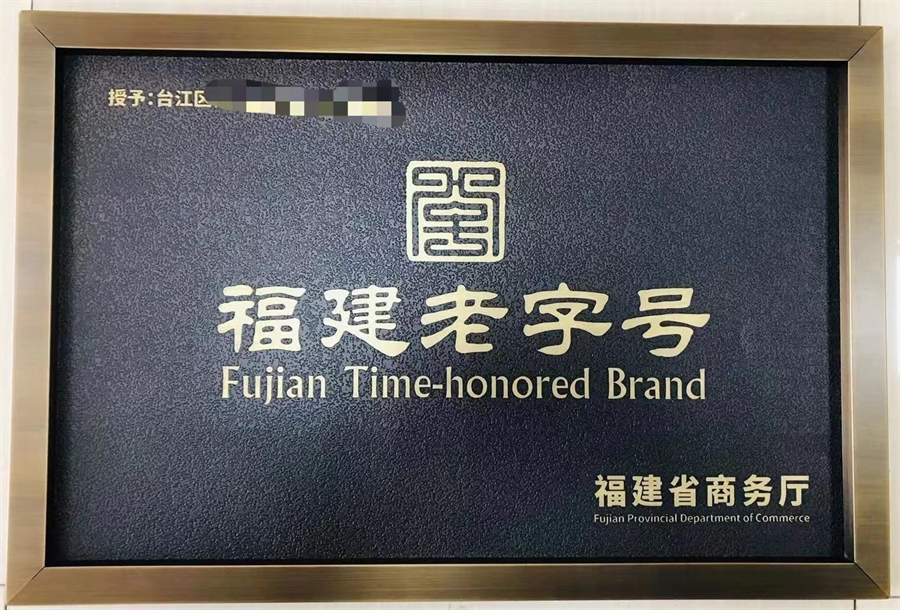 授予:台江区
福建老字号
Fujian Time-honored Brand
福建省商务厅
Fujian Provincial Department of Commerce